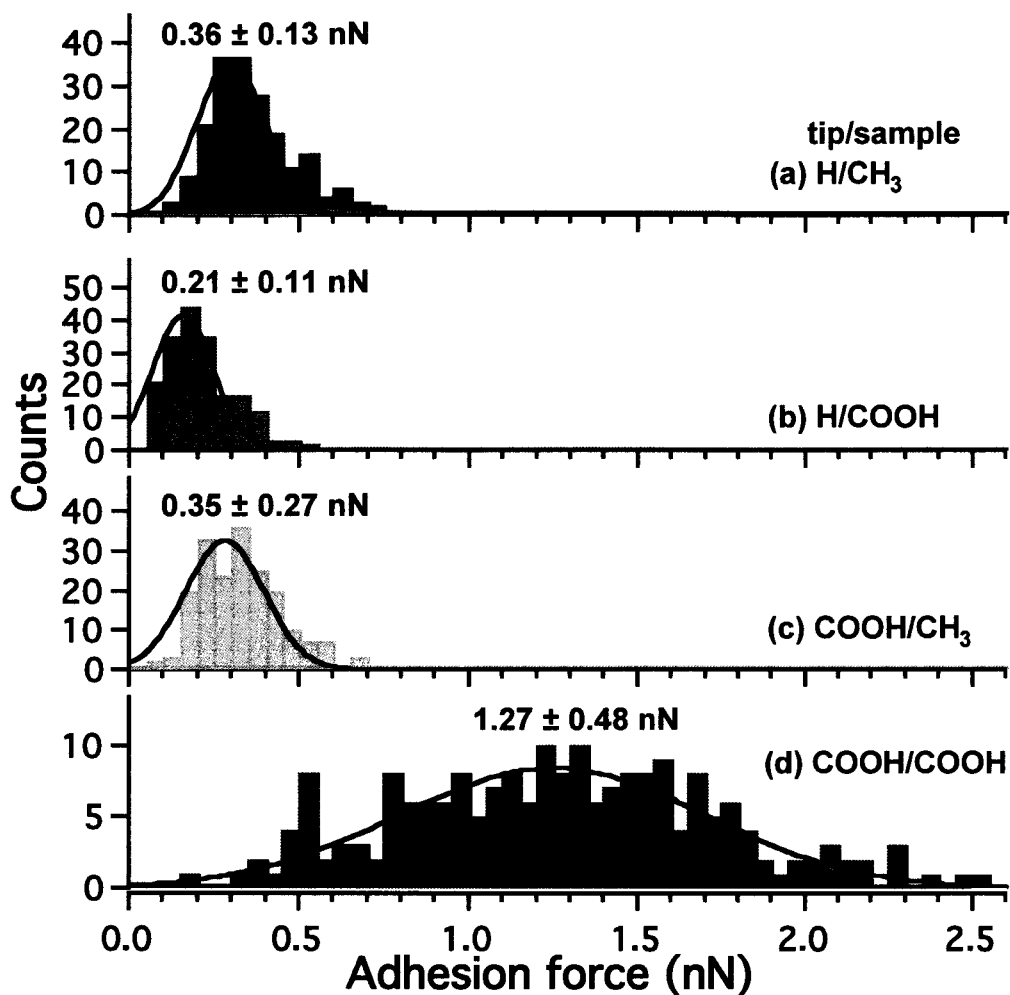 0.36 ± 0.13 nN
40
30
20
10
0
tip/sample
(a) H/CH₃
0.21 ± 0.11 nN
50
40
30
20
10
0
(b) H/COOH
Counts
0.35 ± 0.27 nN
40
30
20
10
0
(c) COOH/CH₃
1.27 ± 0.48 nN
10
5
0
(d) COOH/COOH
0.0 0.5 1.0 1.5 2.0 2.5
Adhesion force (nN)